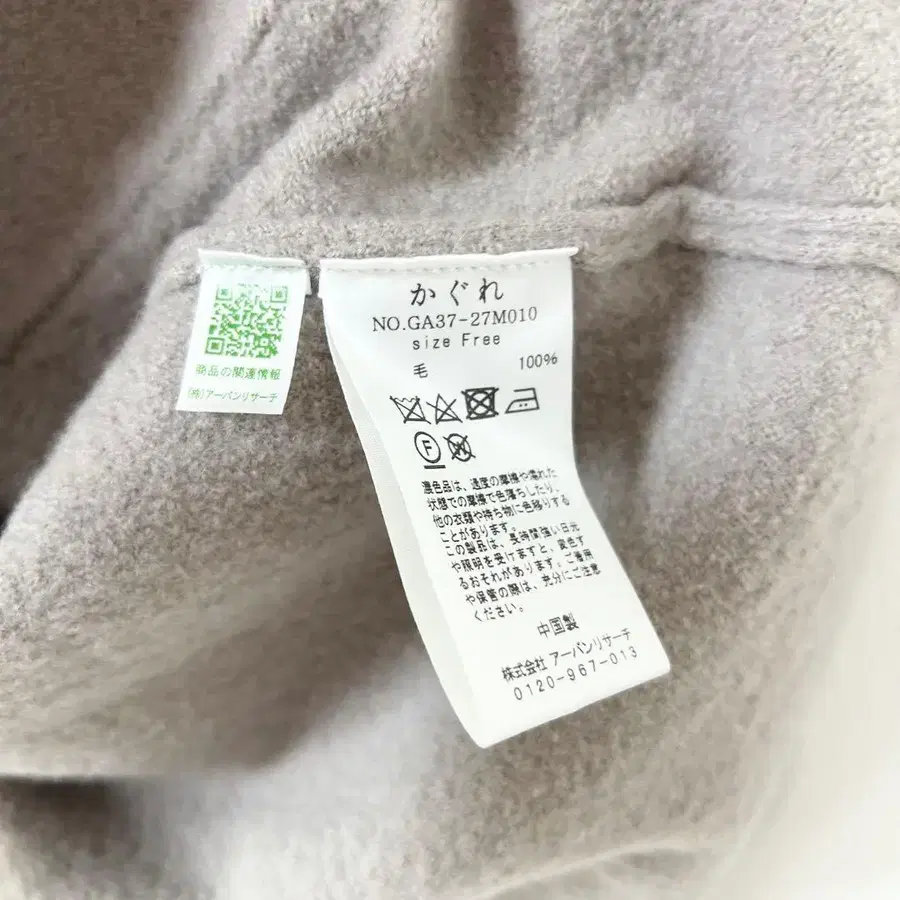 商品の関連情報
(株)アーバンリサーチ
かぐれ
NO.GA37-27M010
size Free
毛 100%
F
濃色品は、過度の摩擦や濡れた
状態での摩擦で色落ちしたり、
他の衣類や持ち物に色移りする
ことがあります。
この製品は、長時間強い日光
や照明を受けますと、変色す
るおそれがあります。ご着用
や保管の際は、充分にご注意
ください。
中国製
株式会社 アーバンリサーチ
0120-967-013